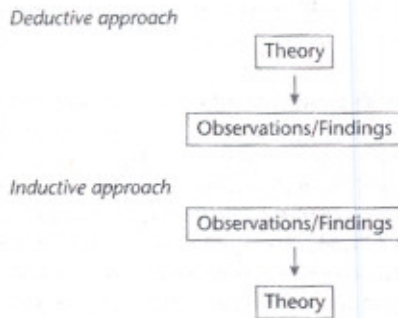 Deductive approach
Theory
Observations/Findings
Inductive approach
Observations/Findings
Theory